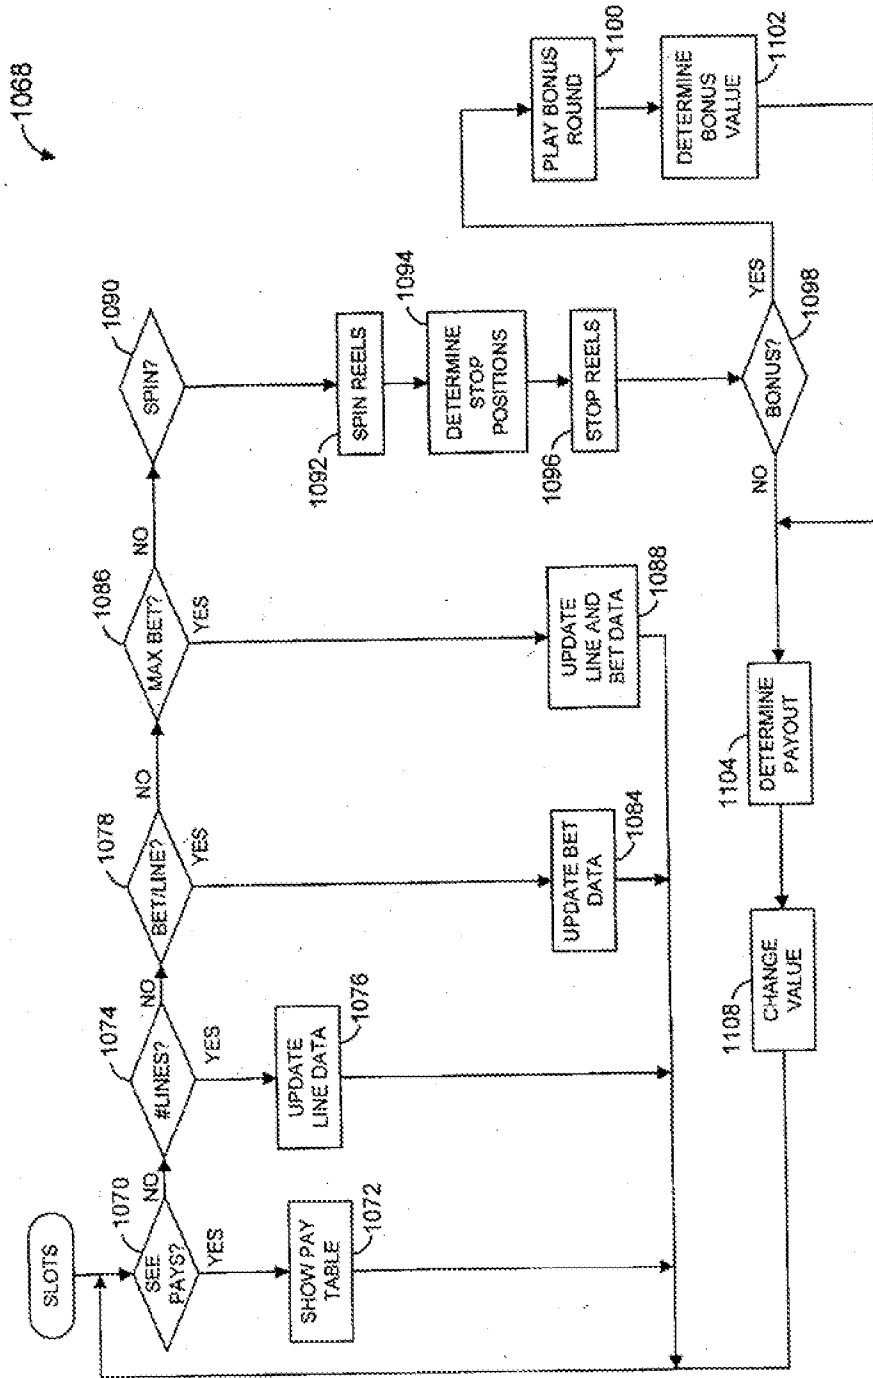 1068
SLOTS
1070
SEE
PAYS?
NO
YES
SHOW PAY
TABLE
1072
1074
#LINES?
NO
YES
UPDATE
LINE DATA
1076
1078
BET/LINE?
NO
YES
UPDATE BET
DATA
1084
1086
MAX BET?
NO
YES
UPDATE
LINE AND
BET DATA
1088
1090
SPIN?
SPIN REELS
1092
1094
DETERMINE
STOP
POSITIONS
STOP REELS
1096
BONUS?
1098
YES
NO
PLAY BONUS
ROUND
1100
DETERMINE
BONUS
VALUE
1102
DETERMINE
PAYOUT
1104
CHANGE
VALUE
1108